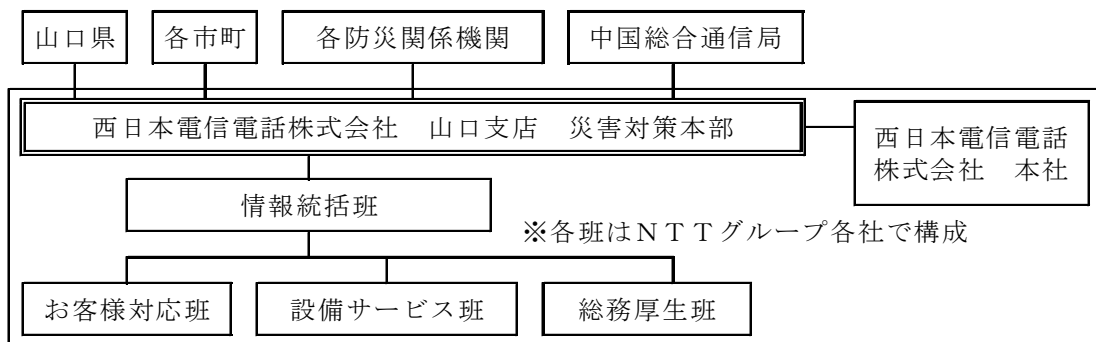 山口県
各市町
各防災関係機関
中国総合通信局
西日本電信電話株式会社　山口支店　災害対策本部
西日本電信電話
株式会社　本社
情報統括班
※各班はNTTグループ各社で構成
お客様対応班
設備サービス班
総務厚生班